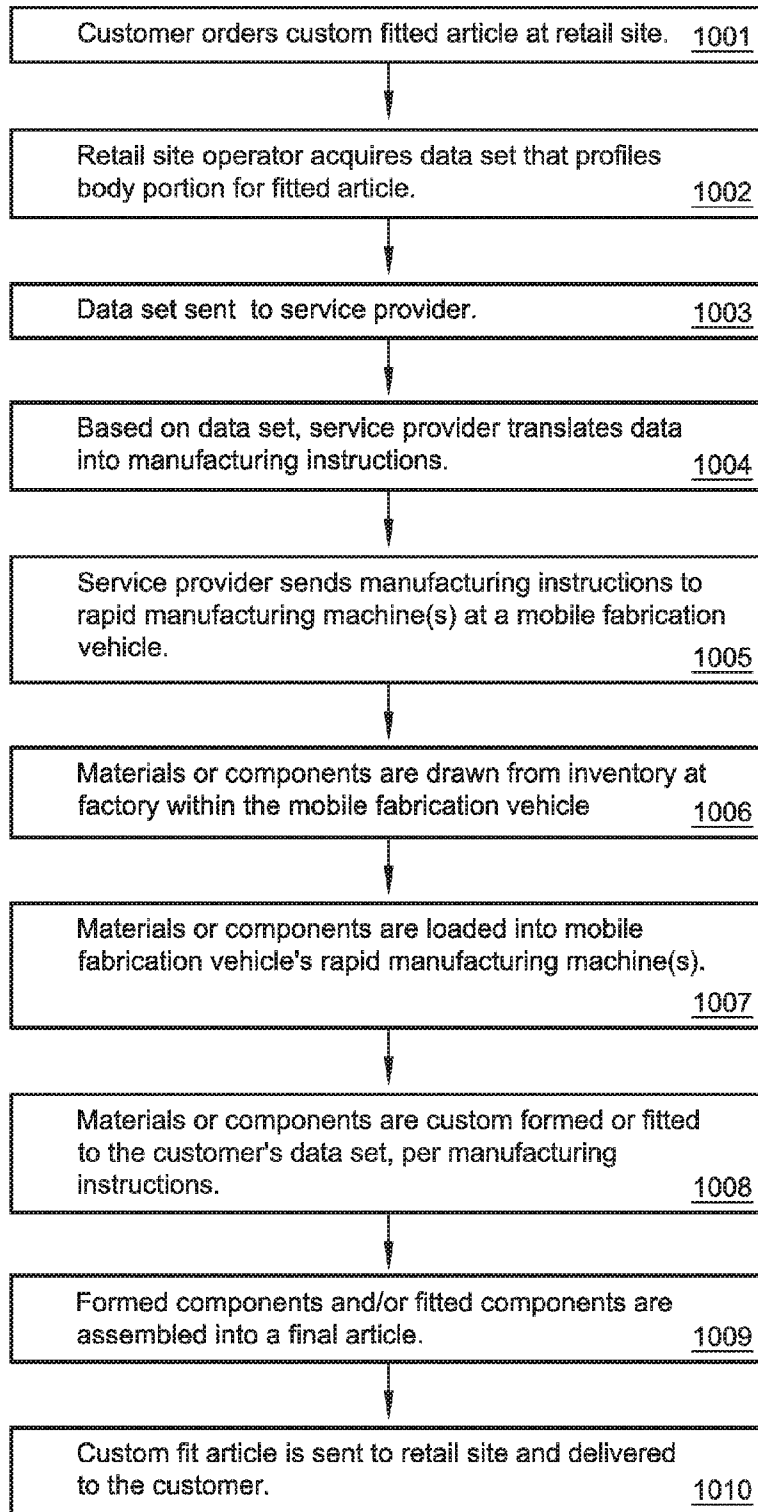 Customer orders custom fitted article at retail site. 1001
Retail site operator acquires data set that profiles
body portion for fitted article.
1002
Data set sent to service provider. 1003
Based on data set, service provider translates data
into manufacturing instructions.
1004
Service provider sends manufacturing instructions to
rapid manufacturing machine(s) at a mobile fabrication
vehicle.
1005
Materials or components are drawn from inventory at
factory within the mobile fabrication vehicle
1006
Materials or components are loaded into mobile
fabrication vehicle's rapid manufacturing machine(s).
1007
Materials or components are custom formed or fitted
to the customer's data set, per manufacturing
instructions.
1008
Formed components and/or fitted components are
assembled into a final article.
1009
Custom fit article is sent to retail site and delivered
to the customer.
1010